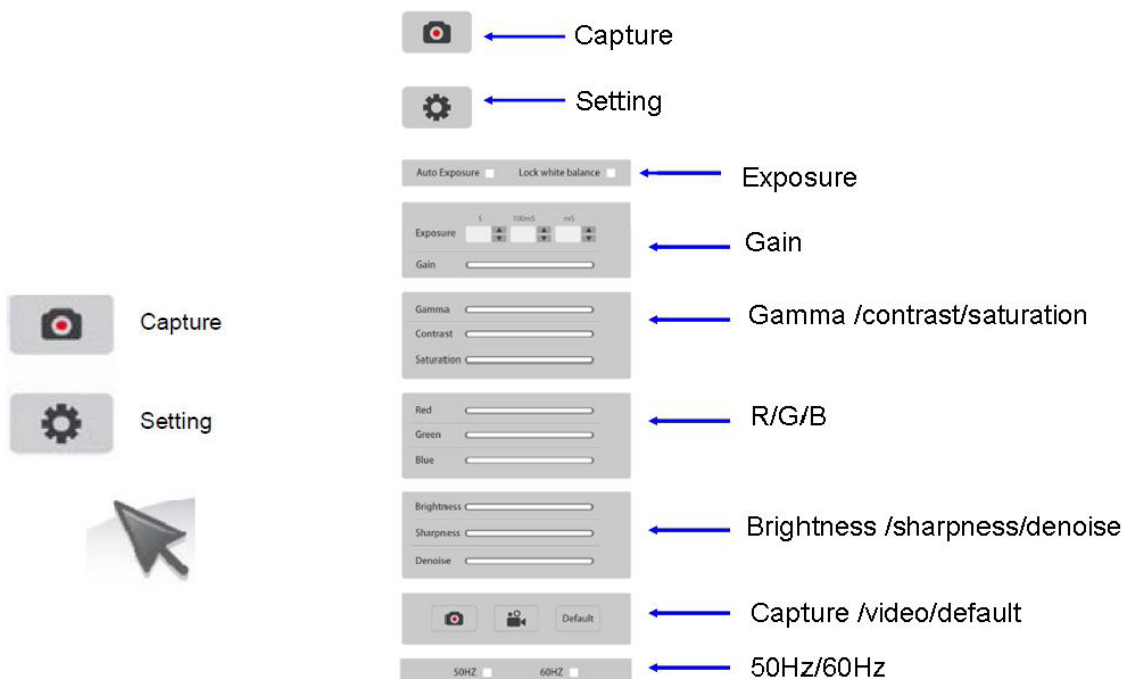 Capture
Setting
Auto Exposure Lock white balance
Exposure
S 100mS mS
Exposure
Gain
Gain
Gamma
Contrast
Saturation
Gamma /contrast/saturation
Capture
Setting
Red
Green
Blue
R/G/B
Brightness
Sharpness
Denoise
Brightness /sharpness/denoise
Default
Capture /video/default
50HZ 60HZ
50Hz/60Hz